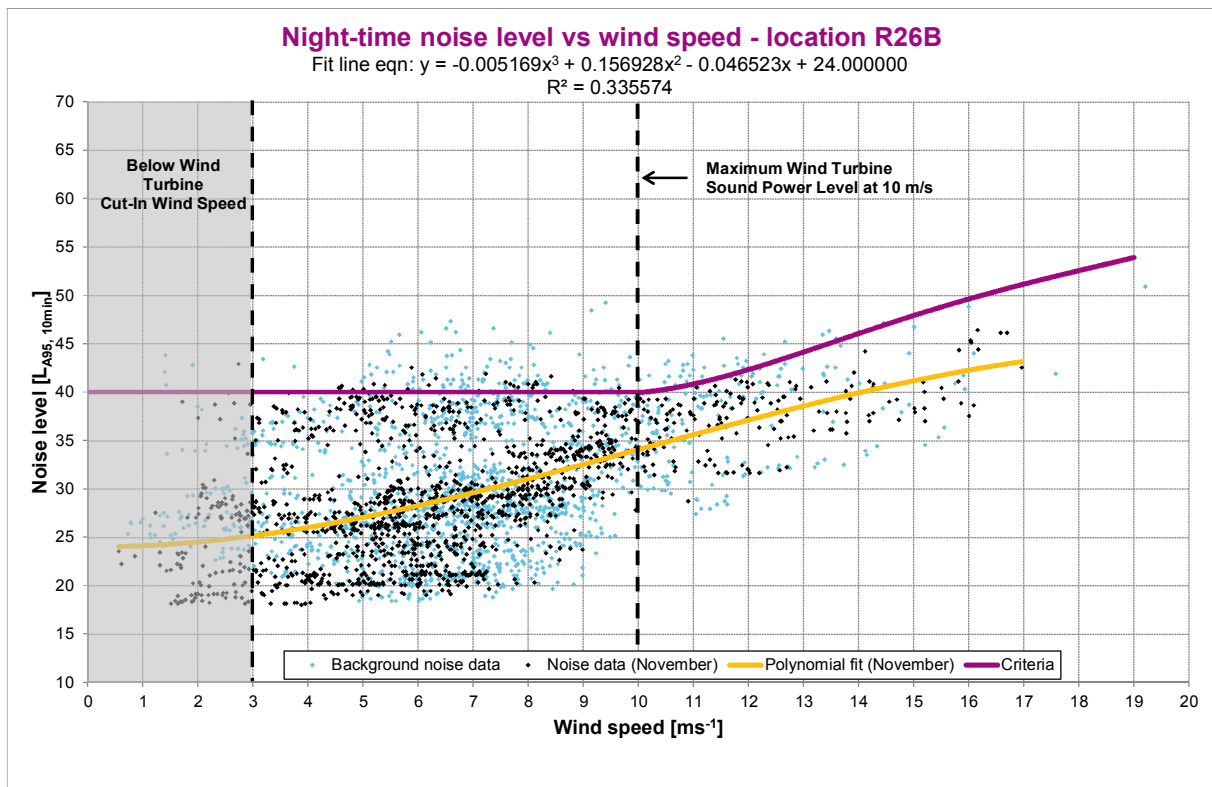 Night-time noise level vs wind speed - location R26B
Fit line eqn: y = -0.005169x³ + 0.156928x² - 0.046523x + 24.000000
R² = 0.335574
70
65
60
55
50
45
40
35
30
25
20
15
10
Noise level [L_A95, 10min]
Below Wind
Turbine
Cut-In Wind Speed
Maximum Wind Turbine
Sound Power Level at 10 m/s
Background noise data
Noise data (November)
Polynomial fit (November)
Criteria
0 1 2 3 4 5 6 7 8 9 10 11 12 13 14 15 16 17 18 19 20
Wind speed [ms⁻¹]